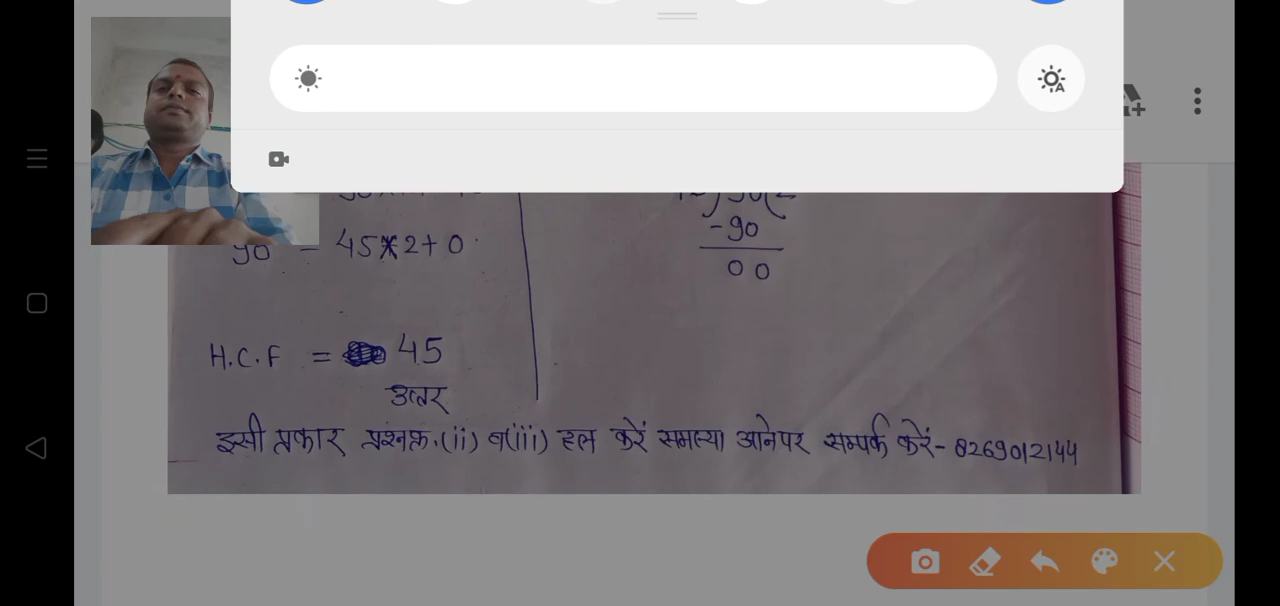 90 = 45×2+0
-90
00
H.C.F = 45
उत्तर
इसी प्रकार प्रश्नक्र.(ii) व(iii) हल करें समस्या आनेपर सम्पर्क करें- 8269012144